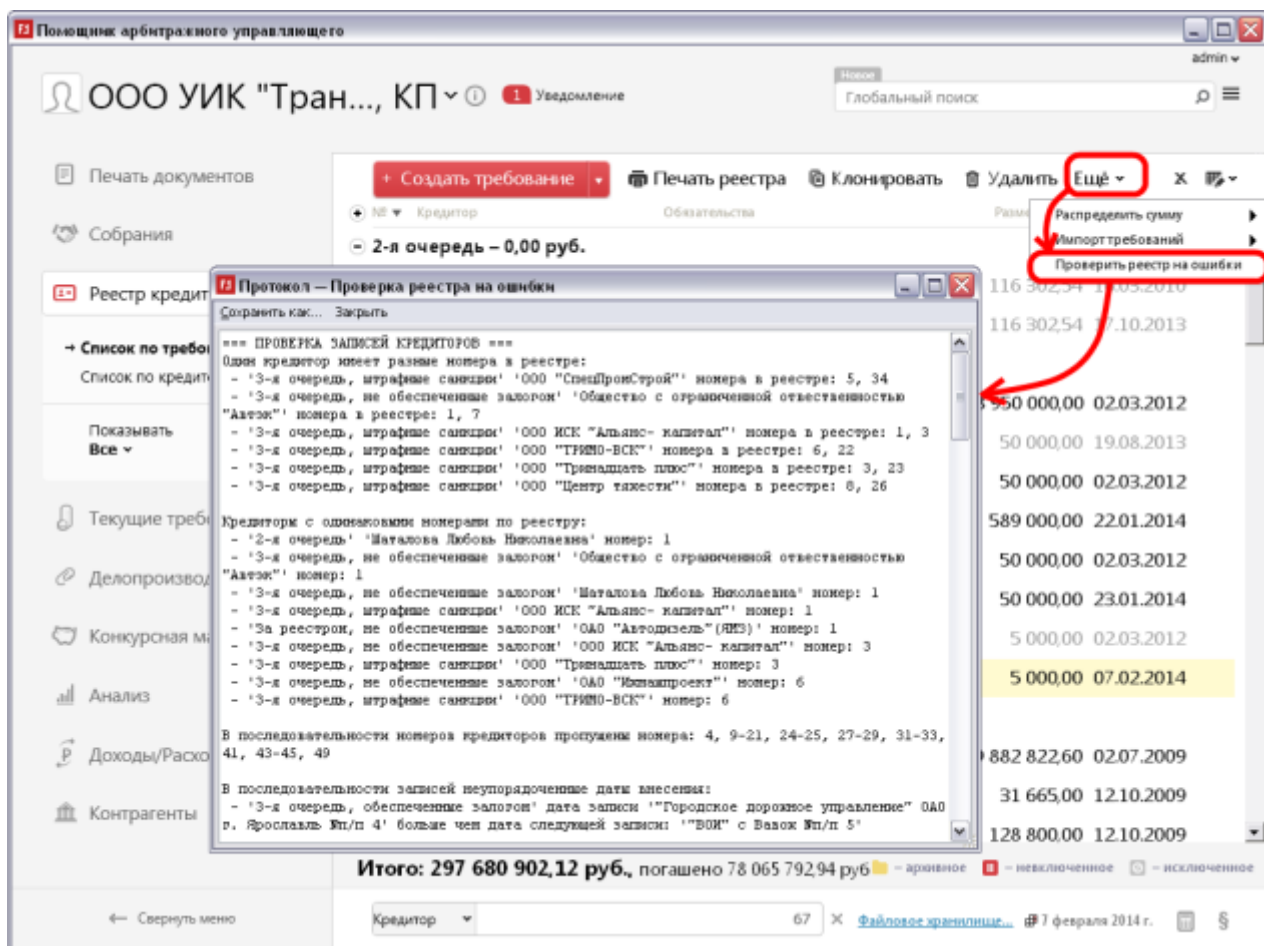 Помощник арбитражного управляющего
admin
ООО УИК "Тран..., КП
1 Уведомление
Новое
Глобальный поиск
Печать документов
Собрания
Реестр кредит
→ Список по требо
Список по кредит
Показывать
Все
Текущие треб
Делопроизвод
Конкурсная ма
Анализ
Доходы/Расхо
Контрагенты
← Свернуть меню
+ Создать требование
Печать реестра
Клонировать
Удалить
Ещё
№ Кредитор Обязательства
2-я очередь – 0,00 руб.
Распределить сумму
Импорт требований
Проверить реестр на ошибки
116 302,54
116 302,54 17.10.2013
950 000,00 02.03.2012
50 000,00 19.08.2013
50 000,00 02.03.2012
589 000,00 22.01.2014
50 000,00 02.03.2012
50 000,00 23.01.2014
5 000,00 02.03.2012
5 000,00 07.02.2014
882 822,60 02.07.2009
31 665,00 12.10.2009
128 800,00 12.10.2009
Протокол — Проверка реестра на ошибки
Сохранить как... Закрыть
=== ПРОВЕРКА ЗАПИСЕЙ КРЕДИТОРОВ ===
Один кредитор имеет разные номера в реестре:
- '3-я очередь, штрафные санкции' 'ООО "СпецПромСтрой"' номера в реестре: 5, 34
- '3-я очередь, не обеспеченные залогом' 'Общество с ограниченной отвественностью
"Автэк"' номера в реестре: 1, 7
- '3-я очередь, штрафные санкции' 'ООО ИСК "Альянс- капитал"' номера в реестре: 1, 3
- '3-я очередь, штрафные санкции' 'ООО "ТРИМО-ВСК"' номера в реестре: 6, 22
- '3-я очередь, штрафные санкции' 'ООО "Тринадцать плюс"' номера в реестре: 3, 23
- '3-я очередь, штрафные санкции' 'ООО "Центр тяжести"' номера в реестре: 8, 26
Кредиторы с одинаковыми номерами по реестру:
- '2-я очередь' 'Шаталова Любовь Николаевна' номер: 1
- '3-я очередь, не обеспеченные залогом' 'Общество с ограниченной отвественностью
"Автэк"' номер: 1
- '3-я очередь, не обеспеченные залогом' 'Шаталова Любовь Николаевна' номер: 1
- '3-я очередь, штрафные санкции' 'ООО ИСК "Альянс- капитал"' номер: 1
- 'За реестром, не обеспеченные залогом' 'ОАО "Автодизель"(ЯМЗ)' номер: 1
- '3-я очередь, не обеспеченные залогом' 'ООО ИСК "Альянс- капитал"' номер: 3
- '3-я очередь, штрафные санкции' 'ООО "Тринадцать плюс"' номер: 3
- '3-я очередь, не обеспеченные залогом' 'ОАО "Инмашпроект"' номер: 6
- '3-я очередь, штрафные санкции' 'ООО "ТРИМО-ВСК"' номер: 6
В последовательности номеров кредиторов пропущены номера: 4, 9-21, 24-25, 27-29, 31-33,
41, 43-45, 49
В последовательности записей неупорядоченные даты внесения:
- '3-я очередь, обеспеченные залогом' дата записи '"Городское дорожное управление" ОАО
г. Ярославль №п/п 4' больше чем дата следующей записи: '"ВОИ" с Вазок №п/п 5'
Итого: 297 680 902,12 руб., погашено 78 065 792,94 руб
– архивное – невключенное – исключенное
Кредитор 67 Файловое хранилище... 7 февраля 2014 г. §